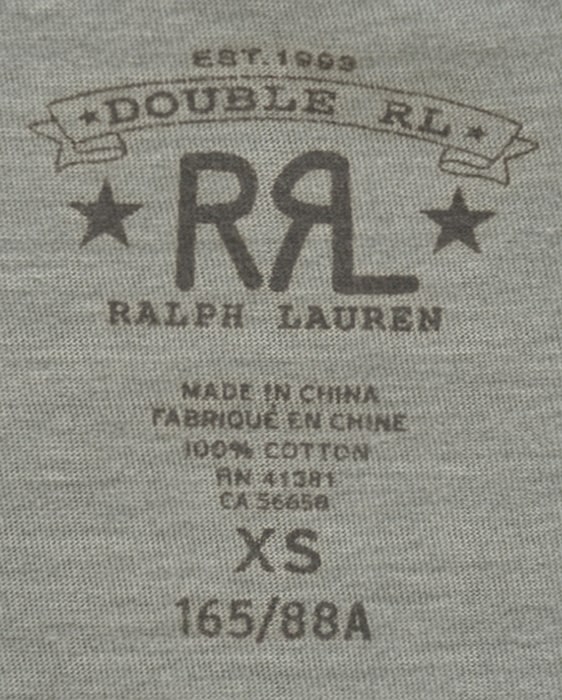 EST. 1993
DOUBLE RL
RRL
RALPH LAUREN
MADE IN CHINA
FABRIQUÉ EN CHINE
100% COTTON
RN 41381
CA 56650
XS
165/88A